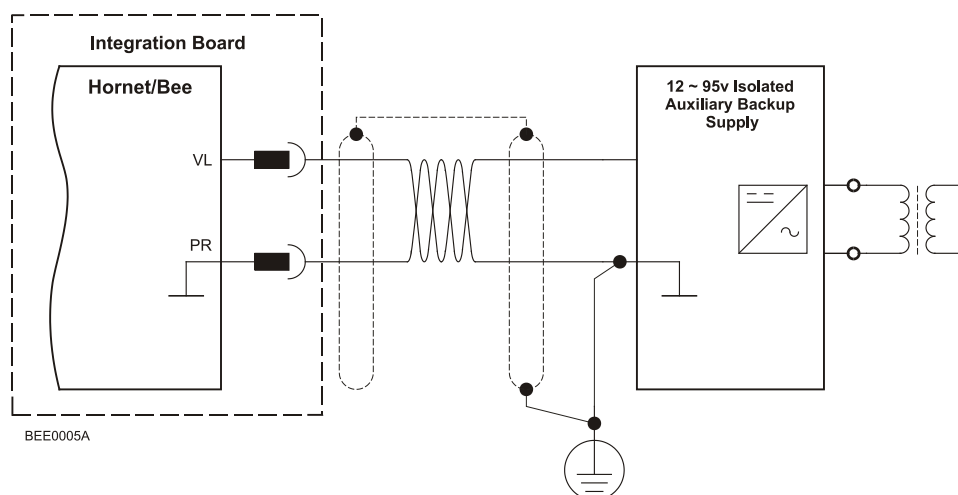 Integration Board
Hornet/Bee
VL
PR
12 ~ 95v Isolated
Auxiliary Backup
Supply
BEE0005A